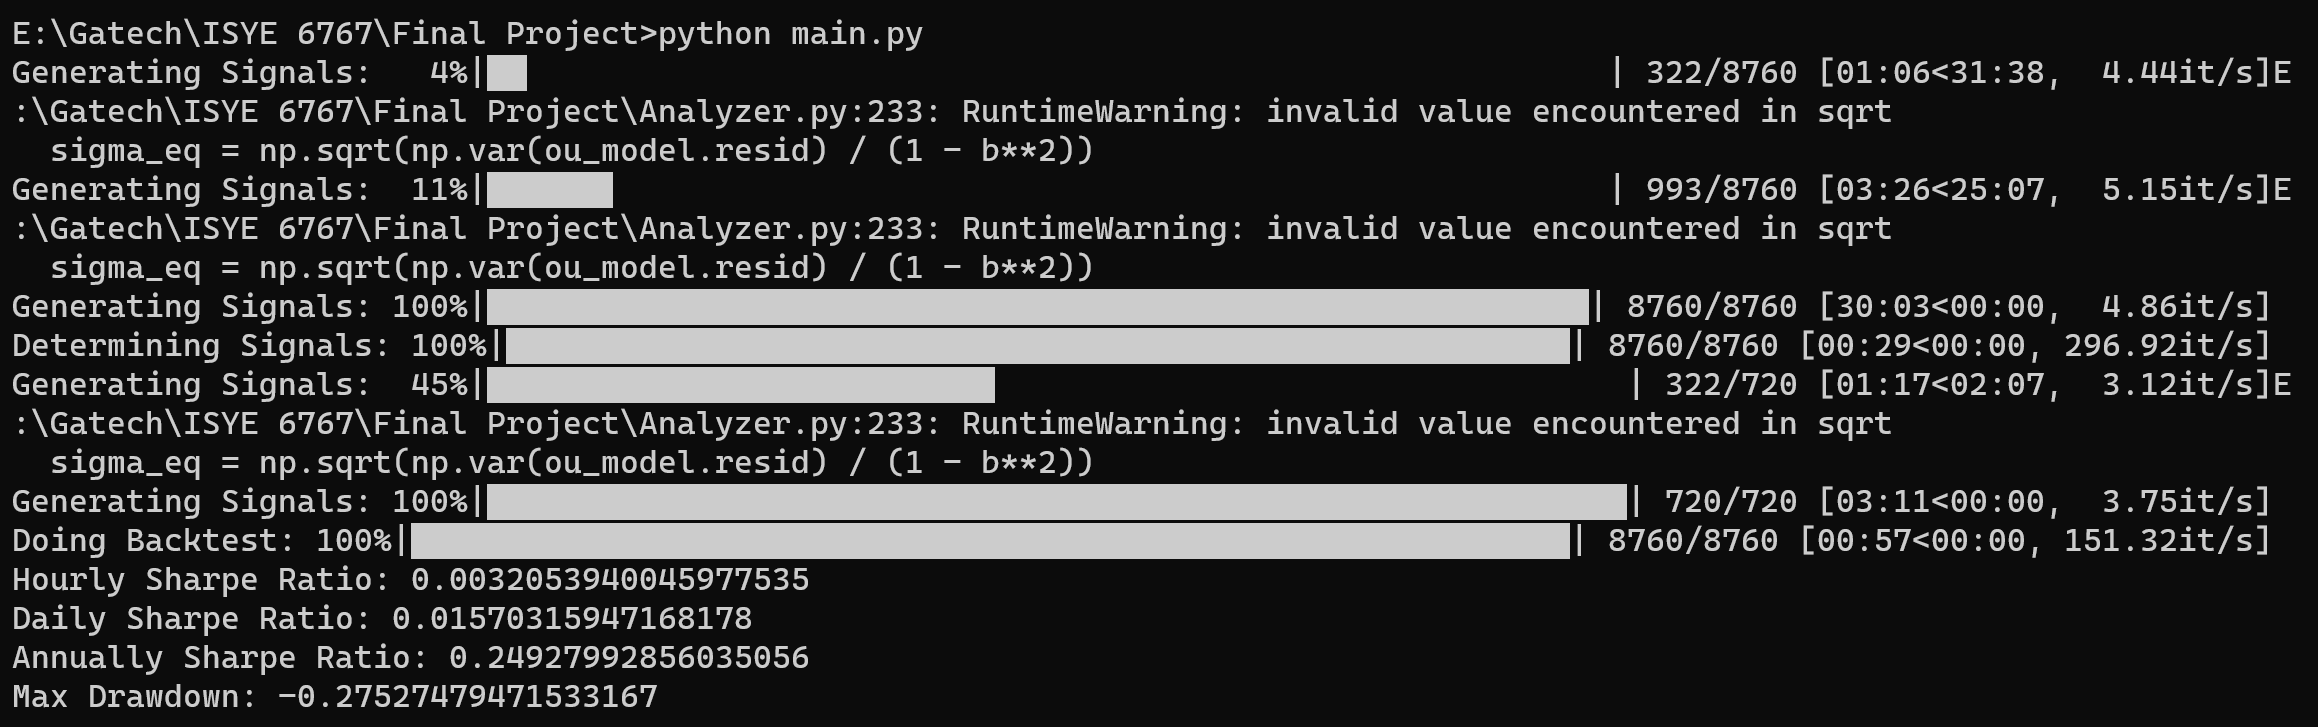 E:\Gatech\ISYE 6767\Final Project>python main.py
Generating Signals:   4%|██                                                         | 322/8760 [01:06<31:38,  4.44it/s]E
:\Gatech\ISYE 6767\Final Project\Analyzer.py:233: RuntimeWarning: invalid value encountered in sqrt
  sigma_eq = np.sqrt(np.var(ou_model.resid) / (1 - b**2))
Generating Signals:  11%|██████▌                                                    | 993/8760 [03:26<25:07,  5.15it/s]E
:\Gatech\ISYE 6767\Final Project\Analyzer.py:233: RuntimeWarning: invalid value encountered in sqrt
  sigma_eq = np.sqrt(np.var(ou_model.resid) / (1 - b**2))
Generating Signals: 100%|██████████████████████████████████████████████████████████| 8760/8760 [30:03<00:00,  4.86it/s]
Determining Signals: 100%|████████████████████████████████████████████████████████| 8760/8760 [00:29<00:00, 296.92it/s]
Generating Signals:  45%|██████████████████████████▊                                 | 322/720 [01:17<02:07,  3.12it/s]E
:\Gatech\ISYE 6767\Final Project\Analyzer.py:233: RuntimeWarning: invalid value encountered in sqrt
  sigma_eq = np.sqrt(np.var(ou_model.resid) / (1 - b**2))
Generating Signals: 100%|████████████████████████████████████████████████████████████| 720/720 [03:11<00:00,  3.75it/s]
Doing Backtest: 100%|█████████████████████████████████████████████████████████████| 8760/8760 [00:57<00:00, 151.32it/s]
Hourly Sharpe Ratio: 0.0032053940045977535
Daily Sharpe Ratio: 0.01570315947168178
Annually Sharpe Ratio: 0.24927992856035056
Max Drawdown: -0.27527479471533167